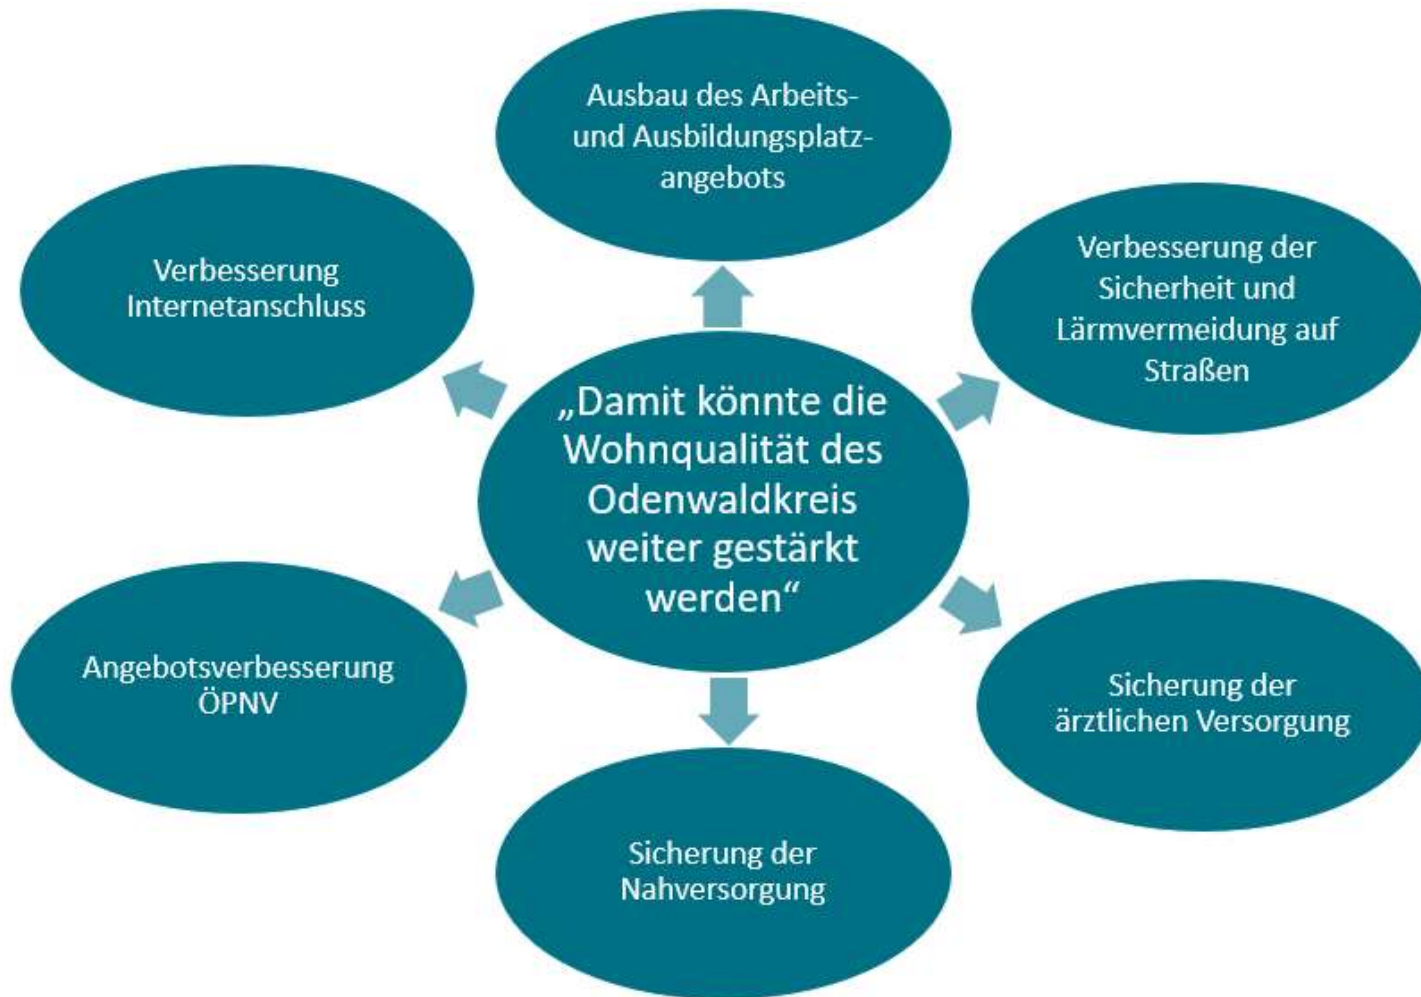 Ausbau des Arbeits-
und Ausbildungsplatz-
angebots
Verbesserung
Internetanschluss
Verbesserung der
Sicherheit und
Lärmvermeidung auf
Straßen
„Damit könnte die
Wohnqualität des
Odenwaldkreis
weiter gestärkt
werden“
Angebotsverbesserung
ÖPNV
Sicherung der
ärztlichen Versorgung
Sicherung der
Nahversorgung